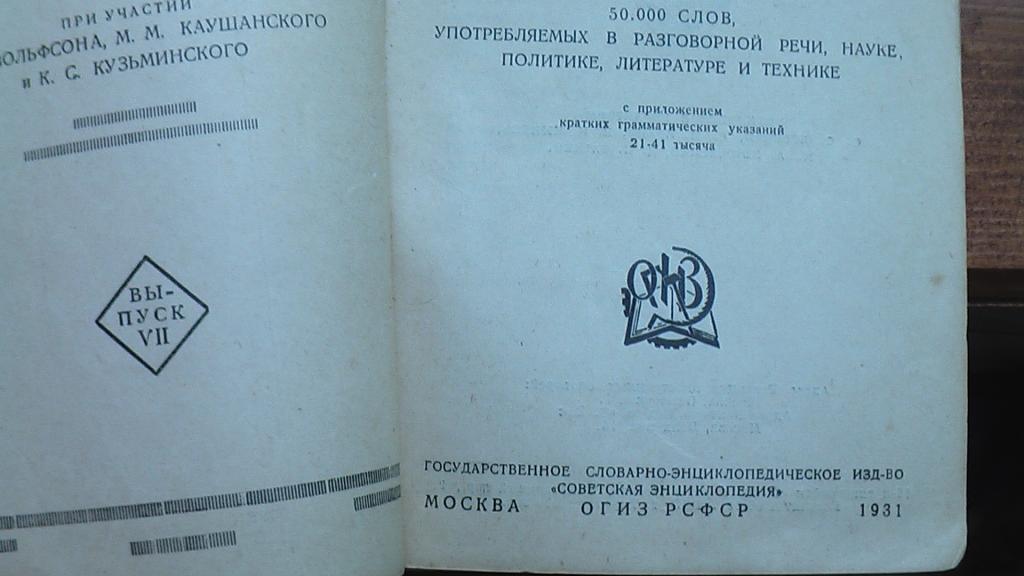 ПРИ УЧАСТИИ
ВОЛЬФСОНА, М. М. КАУШАНСКОГО
и К. С. КУЗЬМИНСКОГО
ВЫ-
ПУСК
VII
50.000 СЛОВ,
УПОТРЕБЛЯЕМЫХ В РАЗГОВОРНОЙ РЕЧИ, НАУКЕ,
ПОЛИТИКЕ, ЛИТЕРАТУРЕ И ТЕХНИКЕ
с приложением
кратких грамматических указаний
21-41 тысяча
ГОСУДАРСТВЕННОЕ СЛОВАРНО-ЭНЦИКЛОПЕДИЧЕСКОЕ ИЗД-ВО
«СОВЕТСКАЯ ЭНЦИКЛОПЕДИЯ»
МОСКВА ОГИЗ РСФСР 1931